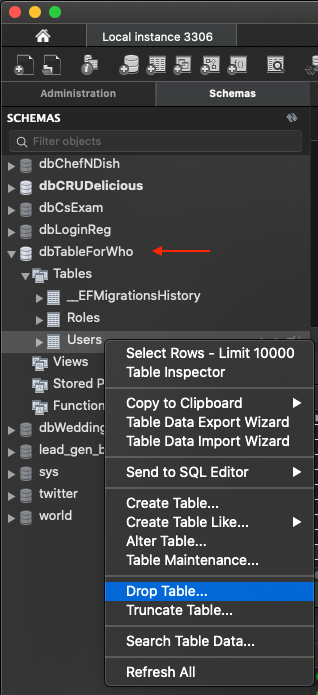 Local instance 3306
Administration
Schemas
SCHEMAS
Filter objects
dbChefNDish
dbCRUDelicious
dbCsExam
dbLoginReg
dbTableForWho
Tables
__EFMigrationsHistory
Roles
Users
Views
Stored P
Function
dbWedding
lead_gen_b
sys
twitter
world
Select Rows - Limit 10000
Table Inspector
Copy to Clipboard
Table Data Export Wizard
Table Data Import Wizard
Send to SQL Editor
Create Table...
Create Table Like...
Alter Table...
Table Maintenance...
Drop Table...
Truncate Table...
Search Table Data...
Refresh All